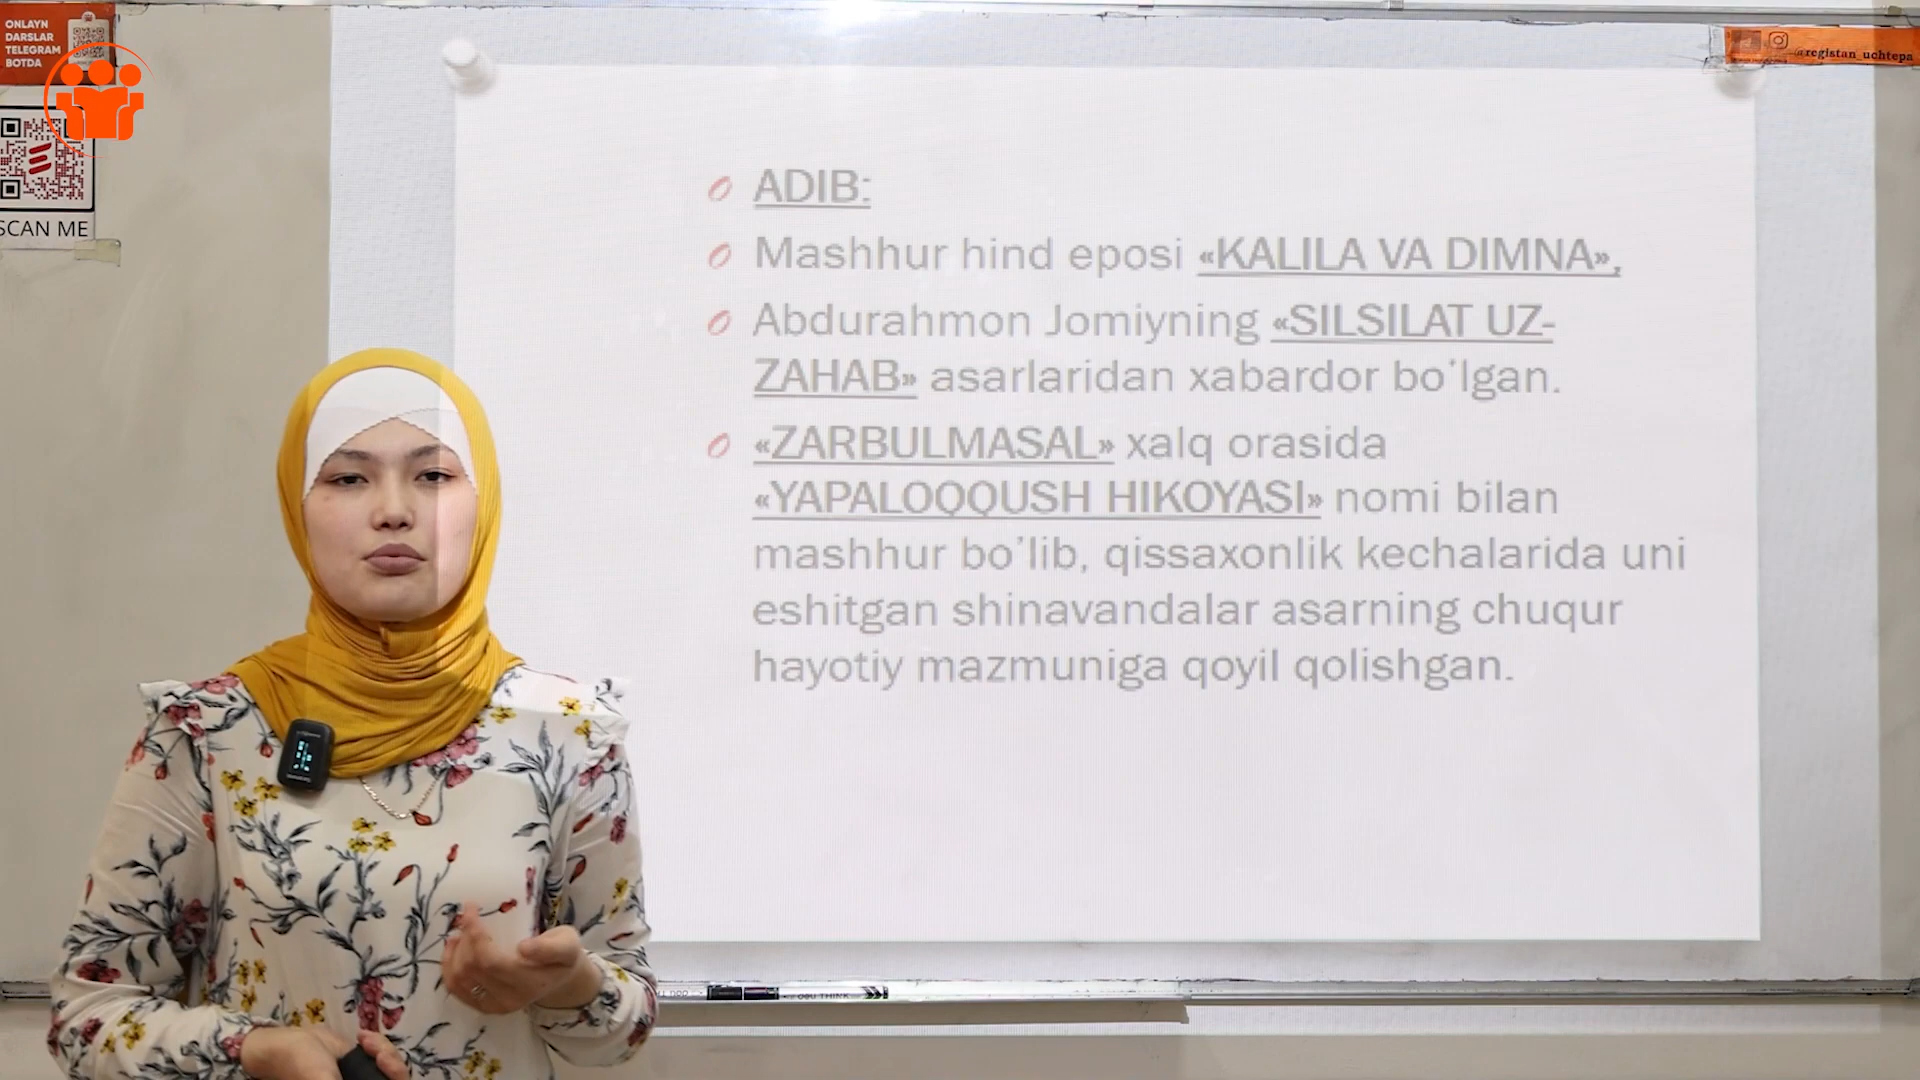 ONLAYN
DARSLAR
TELEGRAM
BOTDA
SCAN ME
@registan_uchtepa
ADIB:
Mashhur hind eposi «KALILA VA DIMNA»,
Abdurahmon Jomiyning «SILSILAT UZ-
ZAHAB» asarlaridan xabardor bo’lgan.
«ZARBULMASAL» xalq orasida
«YAPALOQQUSH HIKOYASI» nomi bilan
mashhur bo’lib, qissaxonlik kechalarida uni
eshitgan shinavandalar asarning chuqur
hayotiy mazmuniga qoyil qolishgan.